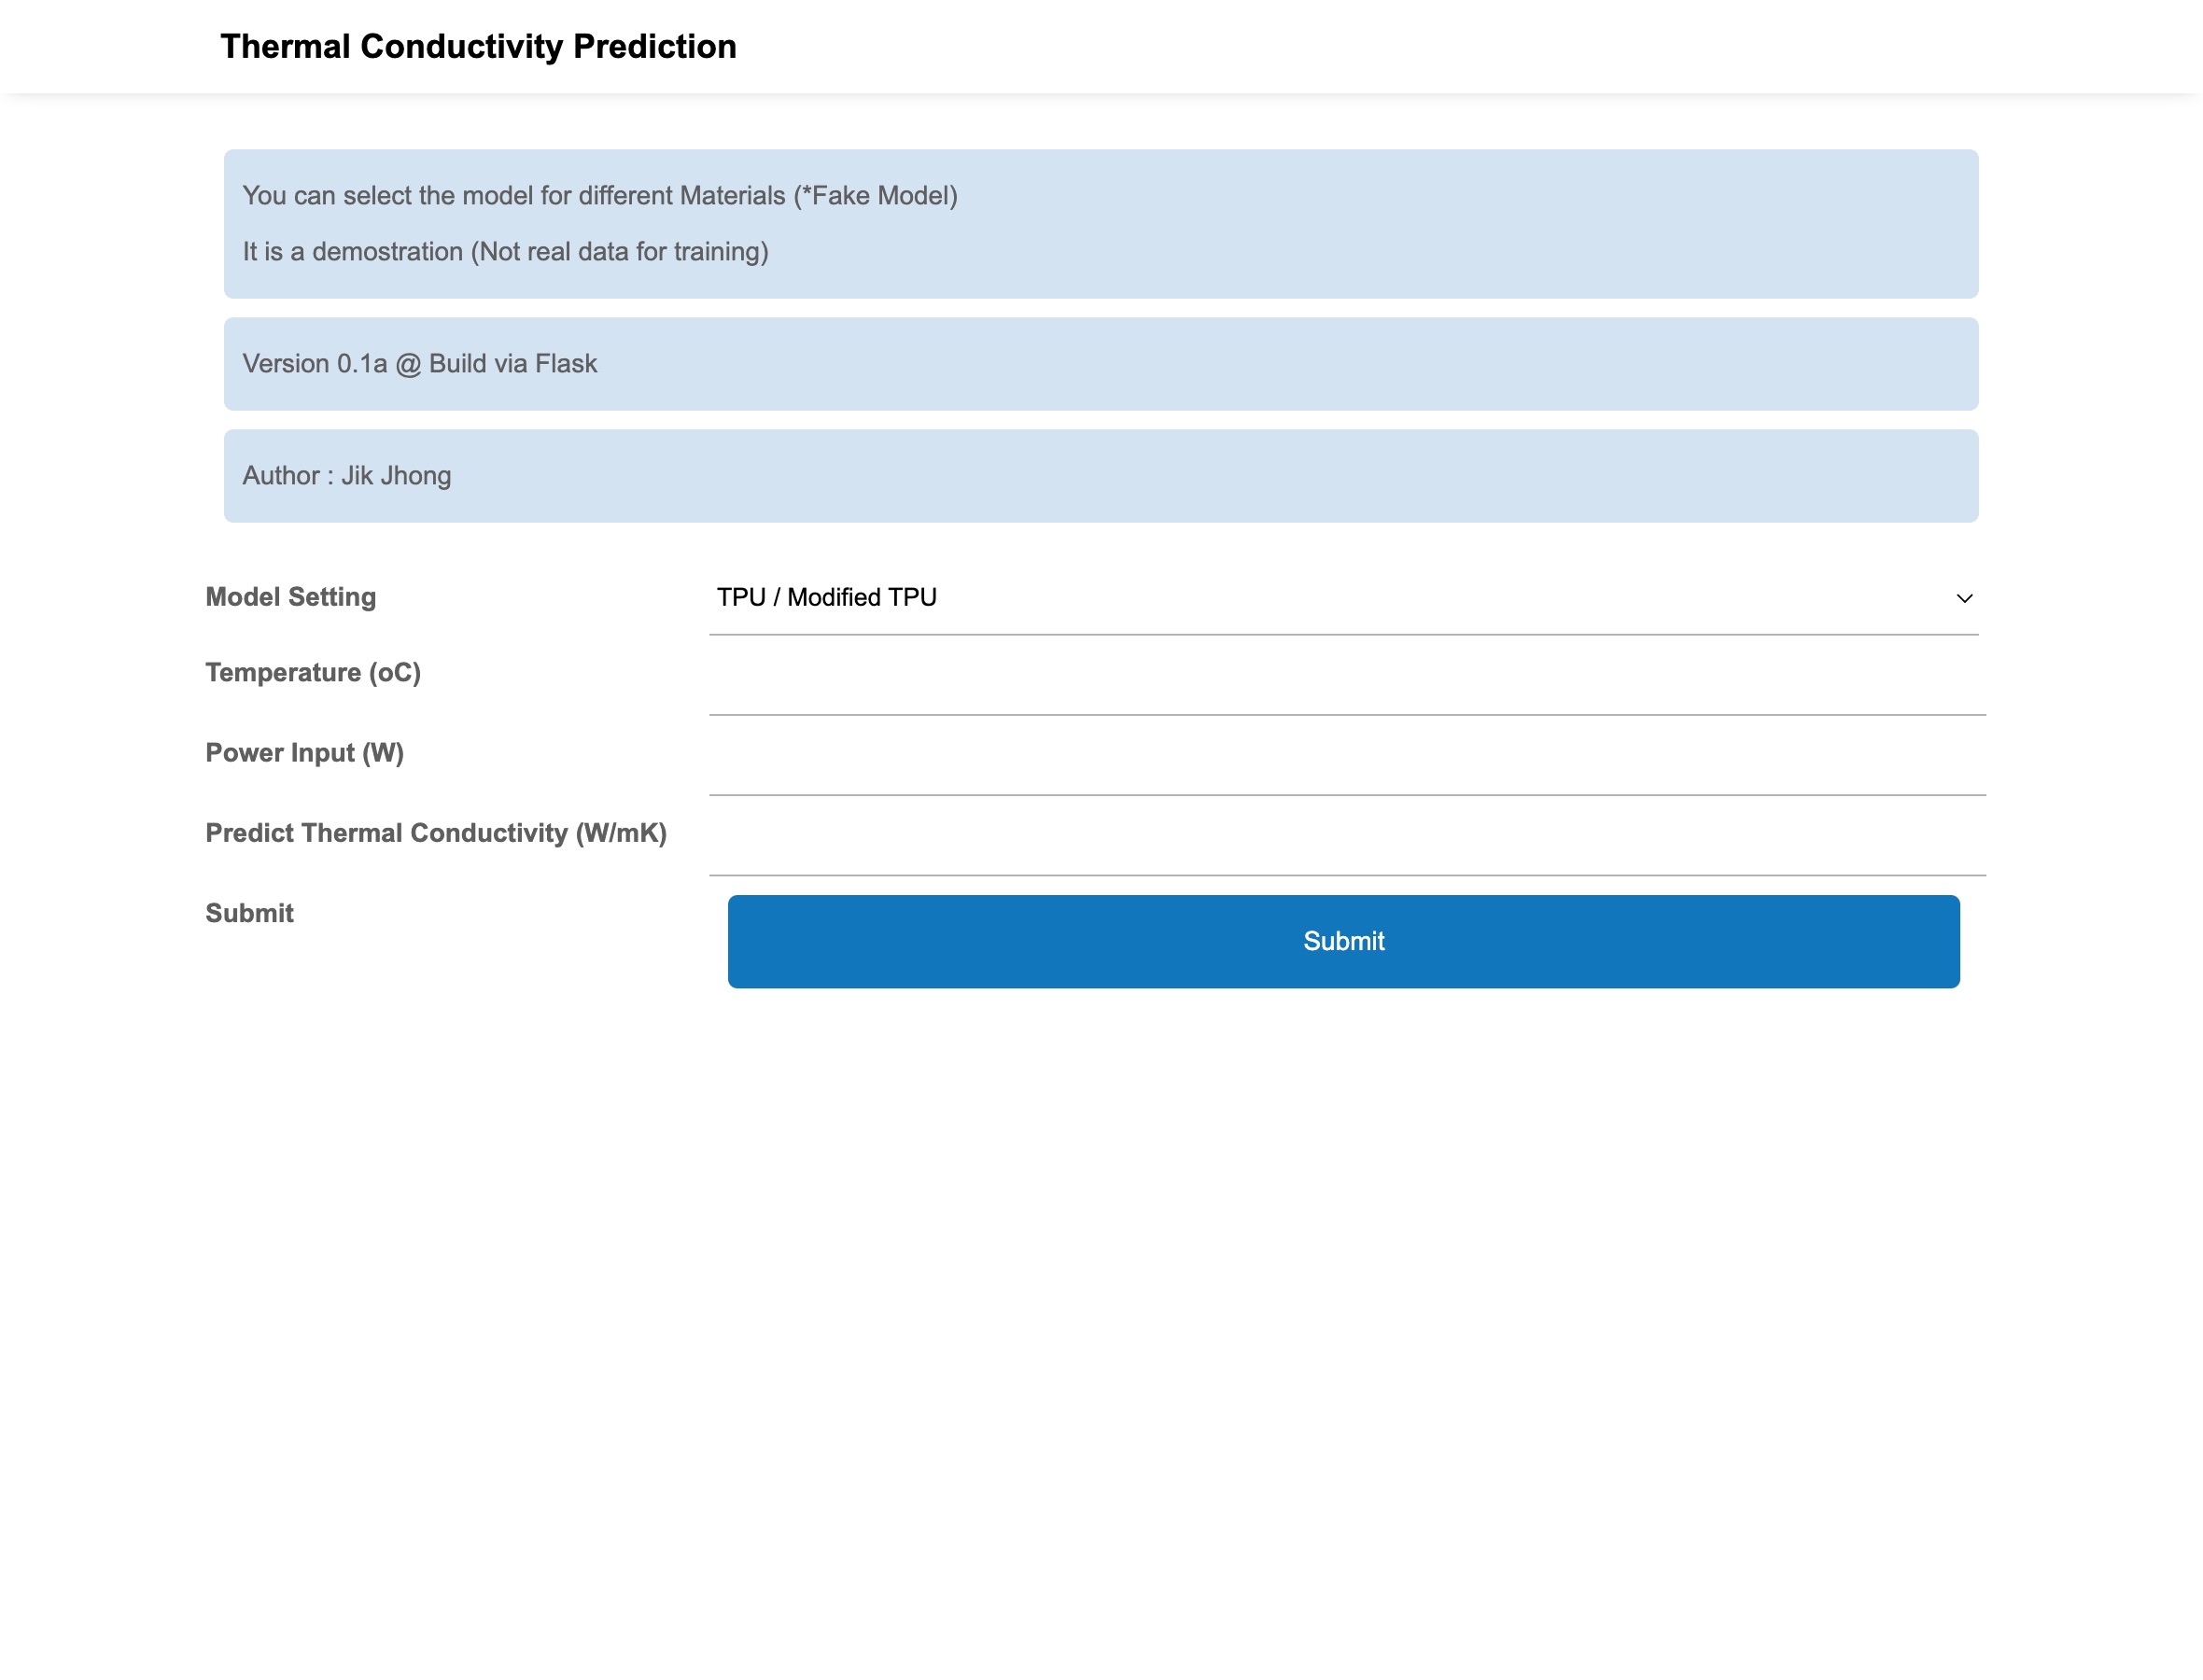 Thermal Conductivity Prediction
You can select the model for different Materials (*Fake Model)
It is a demostration (Not real data for training)
Version 0.1a @ Build via Flask
Author : Jik Jhong
Model Setting
TPU / Modified TPU
Temperature (oC)
Power Input (W)
Predict Thermal Conductivity (W/mK)
Submit
Submit